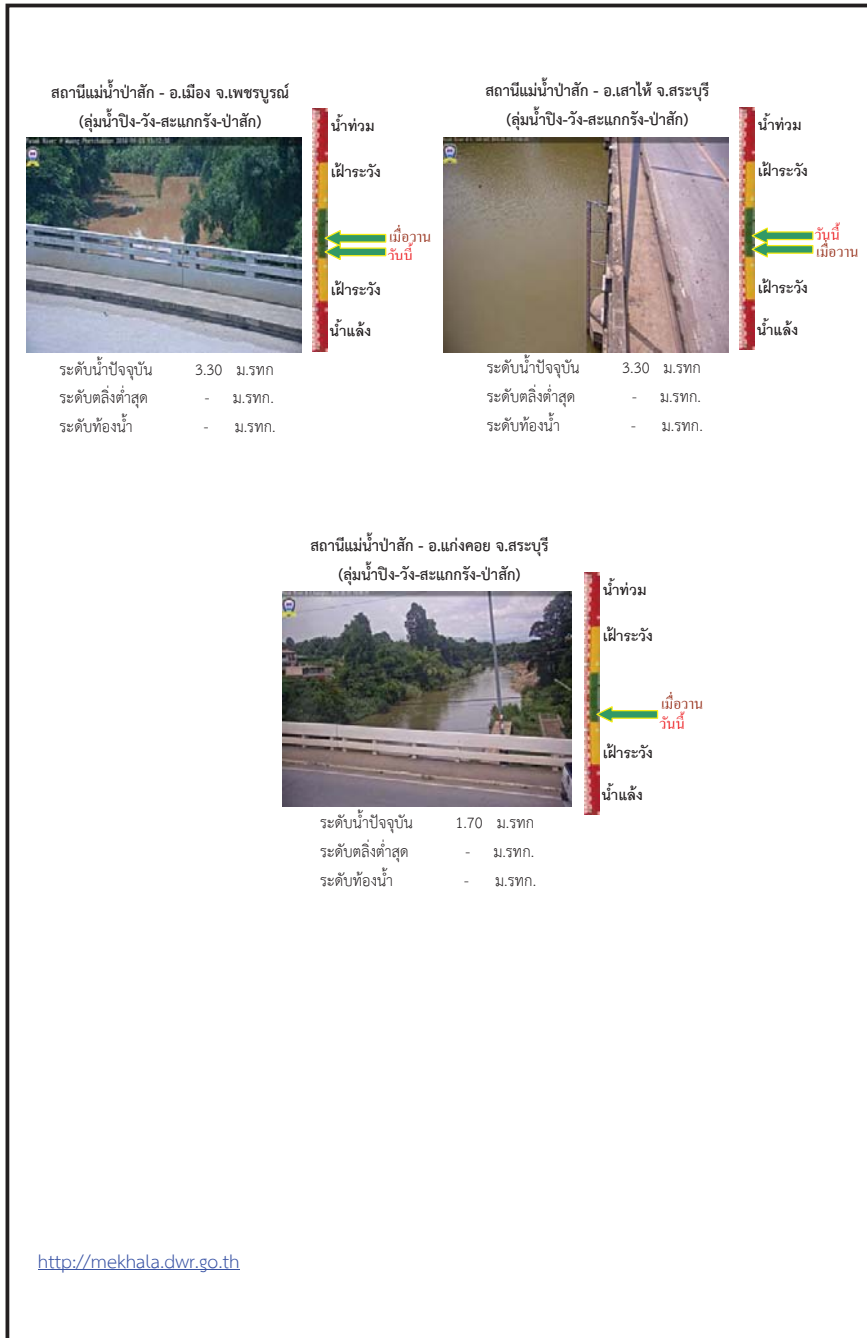 สถานีแม่น้ำป่าสัก - อ.เมือง จ.เพชรบูรณ์
(ลุ่มน้ำปิง-วัง-สะแกกรัง-ป่าสัก)
น้ำท่วม
เฝ้าระวัง
เมื่อวาน
วันนี้
เฝ้าระวัง
น้ำแล้ง
ระดับน้ำปัจจุบัน 3.30 ม.รทก
ระดับตลิ่งต่ำสุด - ม.รทก.
ระดับท้องน้ำ - ม.รทก.
สถานีแม่น้ำป่าสัก - อ.เสาไห้ จ.สระบุรี
(ลุ่มน้ำปิง-วัง-สะแกกรัง-ป่าสัก)
น้ำท่วม
เฝ้าระวัง
วันนี้
เมื่อวาน
เฝ้าระวัง
น้ำแล้ง
ระดับน้ำปัจจุบัน 3.30 ม.รทก
ระดับตลิ่งต่ำสุด - ม.รทก.
ระดับท้องน้ำ - ม.รทก.
สถานีแม่น้ำป่าสัก - อ.แก่งคอย จ.สระบุรี
(ลุ่มน้ำปิง-วัง-สะแกกรัง-ป่าสัก)
น้ำท่วม
เฝ้าระวัง
เมื่อวาน
วันนี้
เฝ้าระวัง
น้ำแล้ง
ระดับน้ำปัจจุบัน 1.70 ม.รทก
ระดับตลิ่งต่ำสุด - ม.รทก.
ระดับท้องน้ำ - ม.รทก.
http://mekhala.dwr.go.th